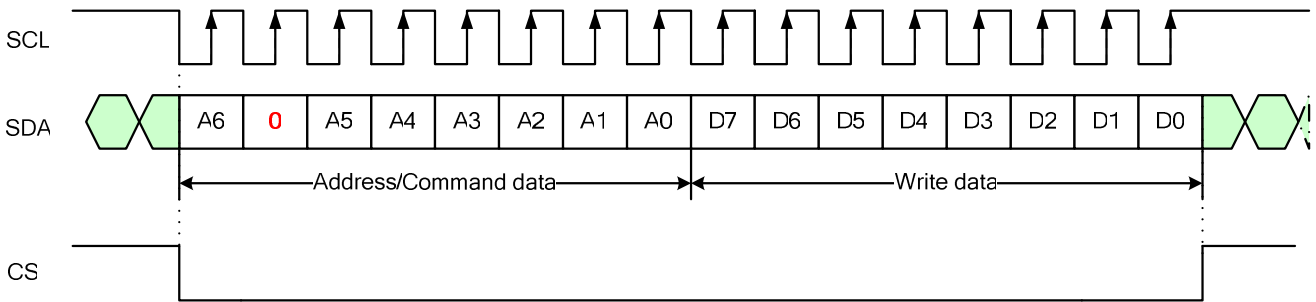 SCL
SDA A6 0 A5 A4 A3 A2 A1 A0 D7 D6 D5 D4 D3 D2 D1 D0
Address/Command data Write data
CS